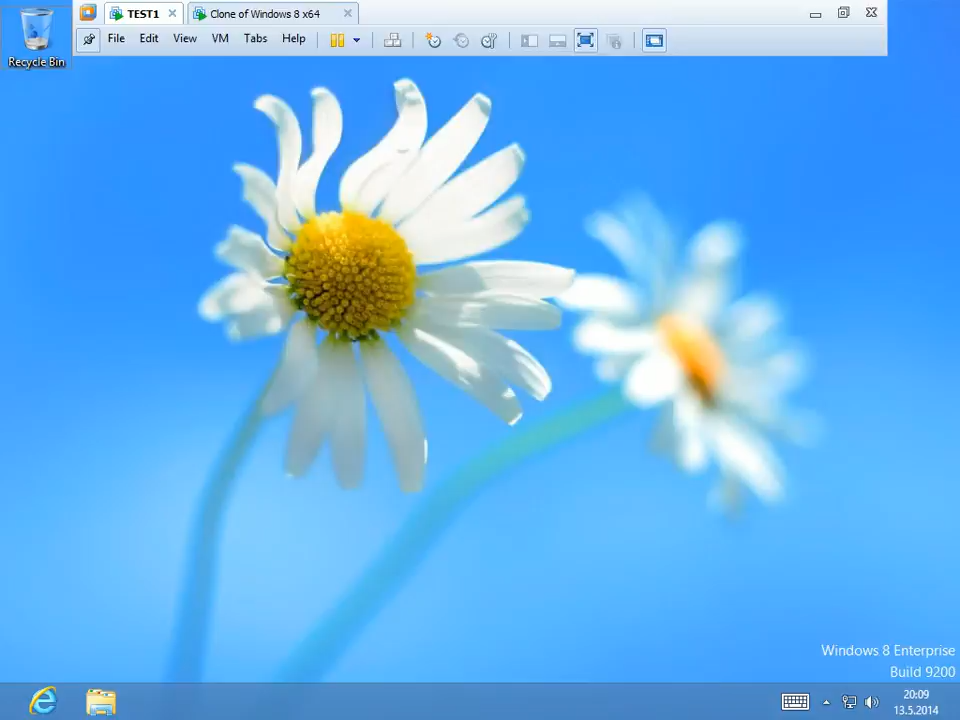 TEST1
Clone of Windows 8 x64
File Edit View VM Tabs Help
Recycle Bin
Windows 8 Enterprise
Build 9200
20:09
13.5.2014